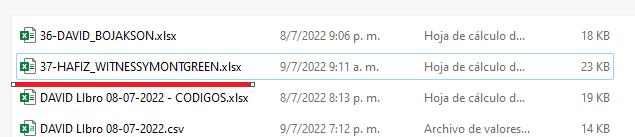 36-DAVID_BOJAKSON.xlsx 8/7/2022 9:06 p. m. Hoja de cálculo d... 18 KB
37-HAFIZ_WITNESSYMONTGREEN.xlsx 9/7/2022 9:11 a. m. Hoja de cálculo d... 23 KB
DAVID LIbro 08-07-2022 - CODIGOS.xlsx 8/7/2022 8:13 p. m. Hoja de cálculo d... 19 KB
DAVID LIbro 08-07-2022.csv 9/7/2022 7:12 p. m. Archivo de valores... 44 KB